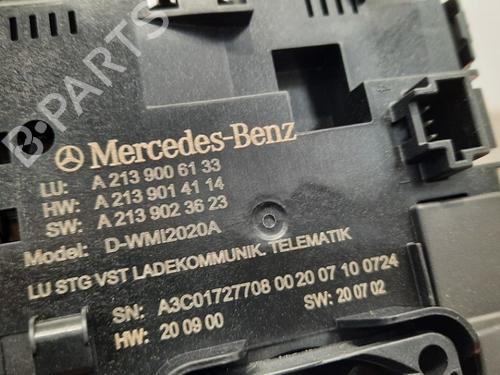 Mercedes-Benz
LU: A 213 900 61 33
HW: A 213 901 41 14
SW: A 213 902 36 23
Model: D-WMI2020A
LU STG VST LADEKOMMUNIK. TELEMATIK
SN: A3C01727708 00 20 07 10 0724
HW: 20 09 00
SW: 20 07 02
B-PARTS